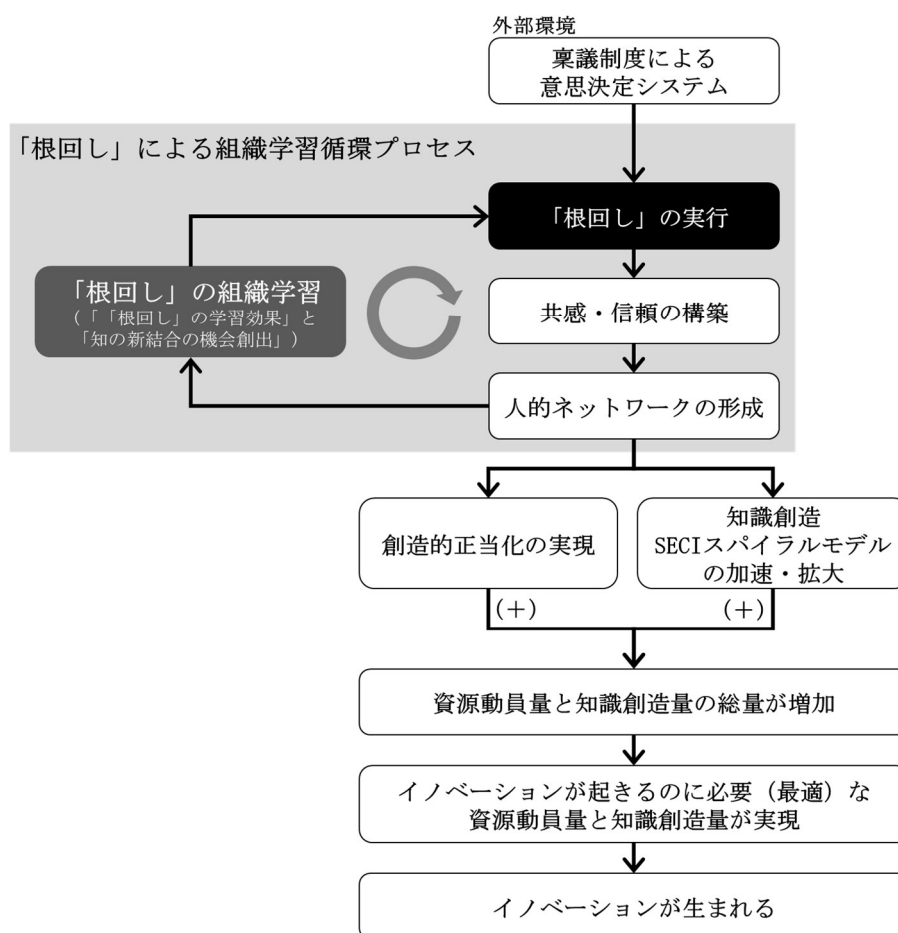 外部環境
稟議制度による
意思決定システム
「根回し」による組織学習循環プロセス
「根回し」の実行
「根回し」の組織学習
(「「根回し」の学習効果」と
「知の新結合の機会創出」)
共感・信頼の構築
人的ネットワークの形成
創造的正当化の実現
知識創造
SECIスパイラルモデル
の加速・拡大
(+)
(+)
資源動員量と知識創造量の総量が増加
イノベーションが起きるのに必要(最適)な
資源動員量と知識創造量が実現
イノベーションが生まれる